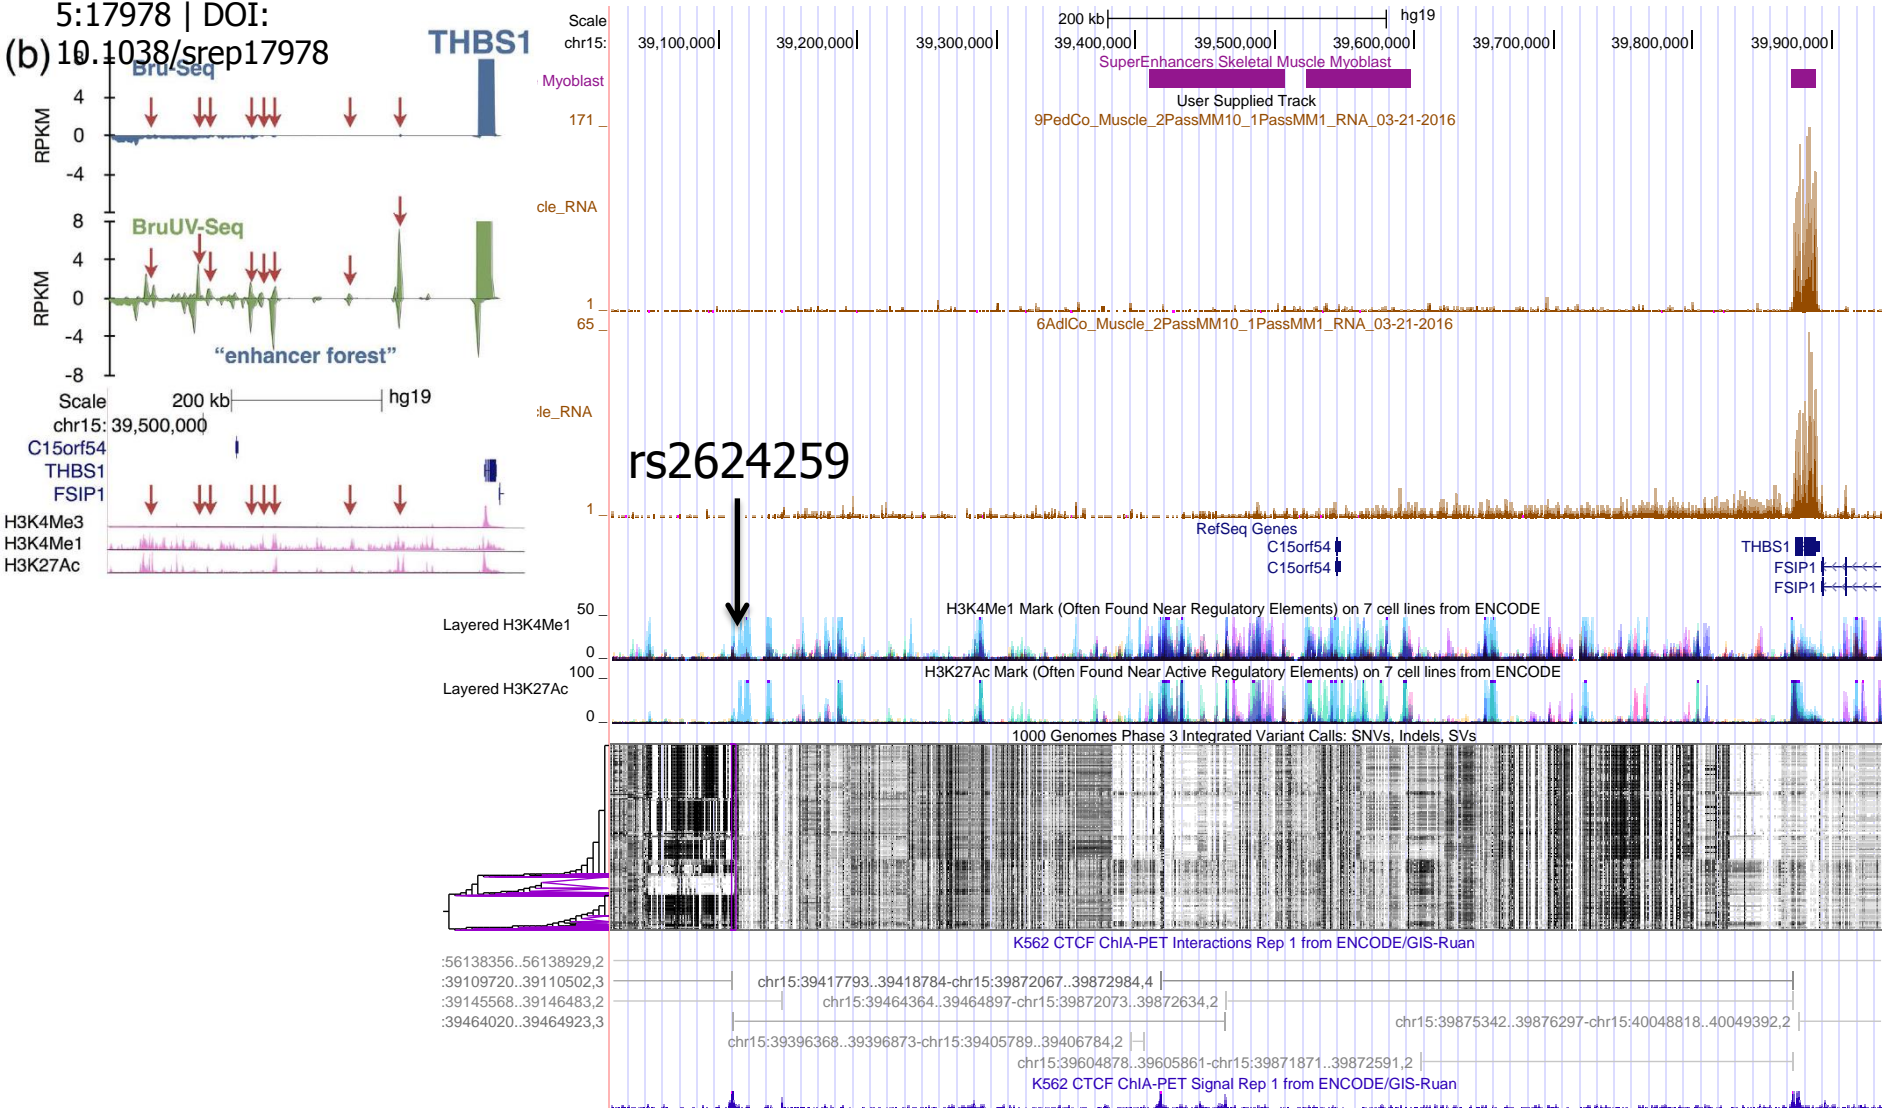 5:17978 | DOI:
10.1038/srep17978
(b)
THBS1
Bru-Seq
8
4
0
-4
RPKM
BruUV-Seq
8
4
0
-4
-8
RPKM
“enhancer forest”
Scale 200 kb hg19
chr15: 39,500,000
C15orf54
THBS1
FSIP1
H3K4Me3
H3K4Me1
H3K27Ac
Scale 200 kb hg19
chr15: 39,100,000 39,200,000 39,300,000 39,400,000 39,500,000 39,600,000 39,700,000 39,800,000 39,900,000
SuperEnhancers Skeletal Muscle Myoblast
Myoblast
User Supplied Track
171 9PedCo_Muscle_2PassMM10_1PassMM1_RNA_03-21-2016
cle_RNA
1
65 6AdlCo_Muscle_2PassMM10_1PassMM1_RNA_03-21-2016
cle_RNA
rs2624259
1
RefSeq Genes
C15orf54 THBS1
C15orf54 FSIP1
FSIP1
50 H3K4Me1 Mark (Often Found Near Regulatory Elements) on 7 cell lines from ENCODE
Layered H3K4Me1
0
100 H3K27Ac Mark (Often Found Near Active Regulatory Elements) on 7 cell lines from ENCODE
Layered H3K27Ac
0
1000 Genomes Phase 3 Integrated Variant Calls: SNVs, Indels, SVs
K562 CTCF ChIA-PET Interactions Rep 1 from ENCODE/GIS-Ruan
:56138356..56138929,2
:39109720..39110502,3 chr15:39417793..39418784-chr15:39872067..39872984,4
:39145568..39146483,2 chr15:39464364..39464897-chr15:39872073..39872634,2
:39464020..39464923,3 chr15:39875342..39876297-chr15:40048818..40049392,2
chr15:39396368..39396873-chr15:39405789..39406784,2
chr15:39604878..39605861-chr15:39871871..39872591,2
K562 CTCF ChIA-PET Signal Rep 1 from ENCODE/GIS-Ruan